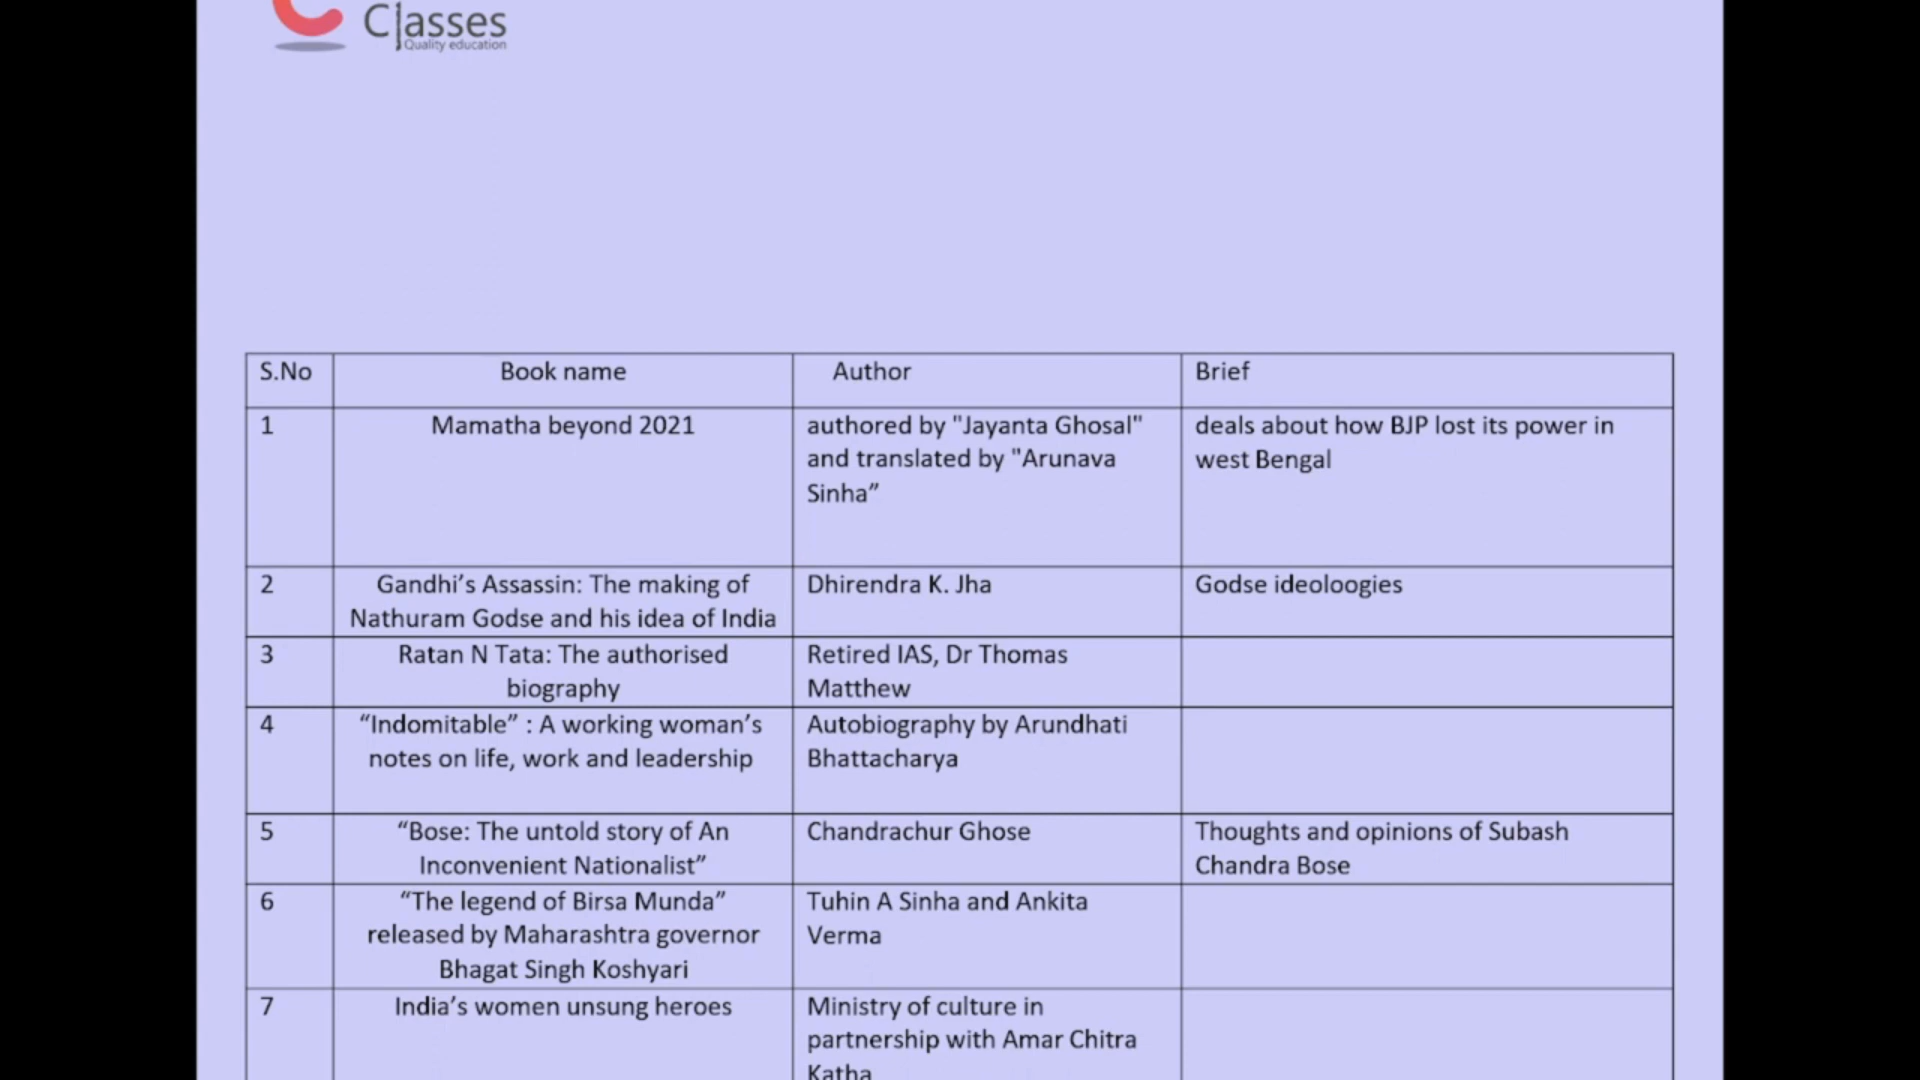 Classes
Quality education
S.No Book name Author Brief
1 Mamatha beyond 2021 authored by "Jayanta Ghosal" deals about how BJP lost its power in
and translated by "Arunava west Bengal
Sinha”
2 Gandhi’s Assassin: The making of Dhirendra K. Jha Godse ideoloogies
Nathuram Godse and his idea of India
3 Ratan N Tata: The authorised Retired IAS, Dr Thomas
biography Matthew
4 “Indomitable” : A working woman’s Autobiography by Arundhati
notes on life, work and leadership Bhattacharya
5 “Bose: The untold story of An Chandrachur Ghose Thoughts and opinions of Subash
Inconvenient Nationalist” Chandra Bose
6 “The legend of Birsa Munda” Tuhin A Sinha and Ankita
released by Maharashtra governor Verma
Bhagat Singh Koshyari
7 India’s women unsung heroes Ministry of culture in
partnership with Amar Chitra
Katha